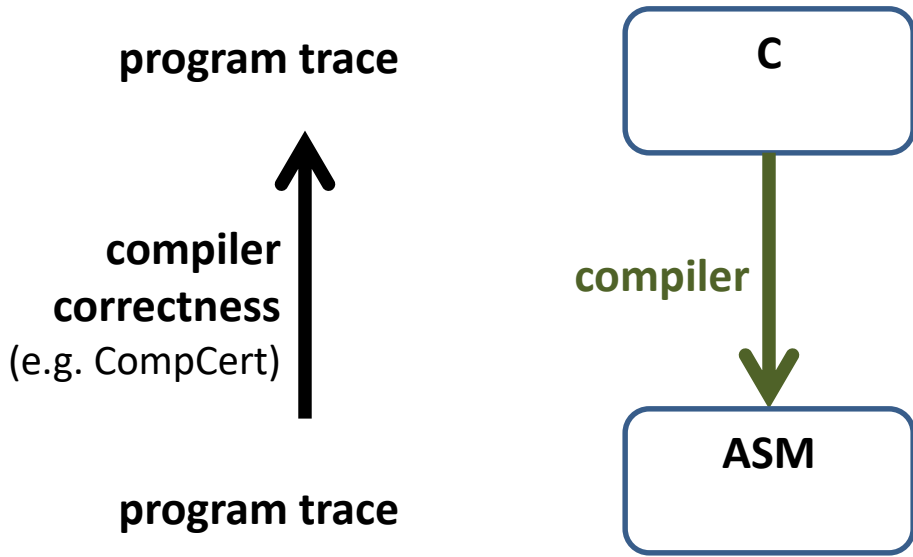 program trace
C
compiler
correctness
(e.g. CompCert)
compiler
ASM
program trace